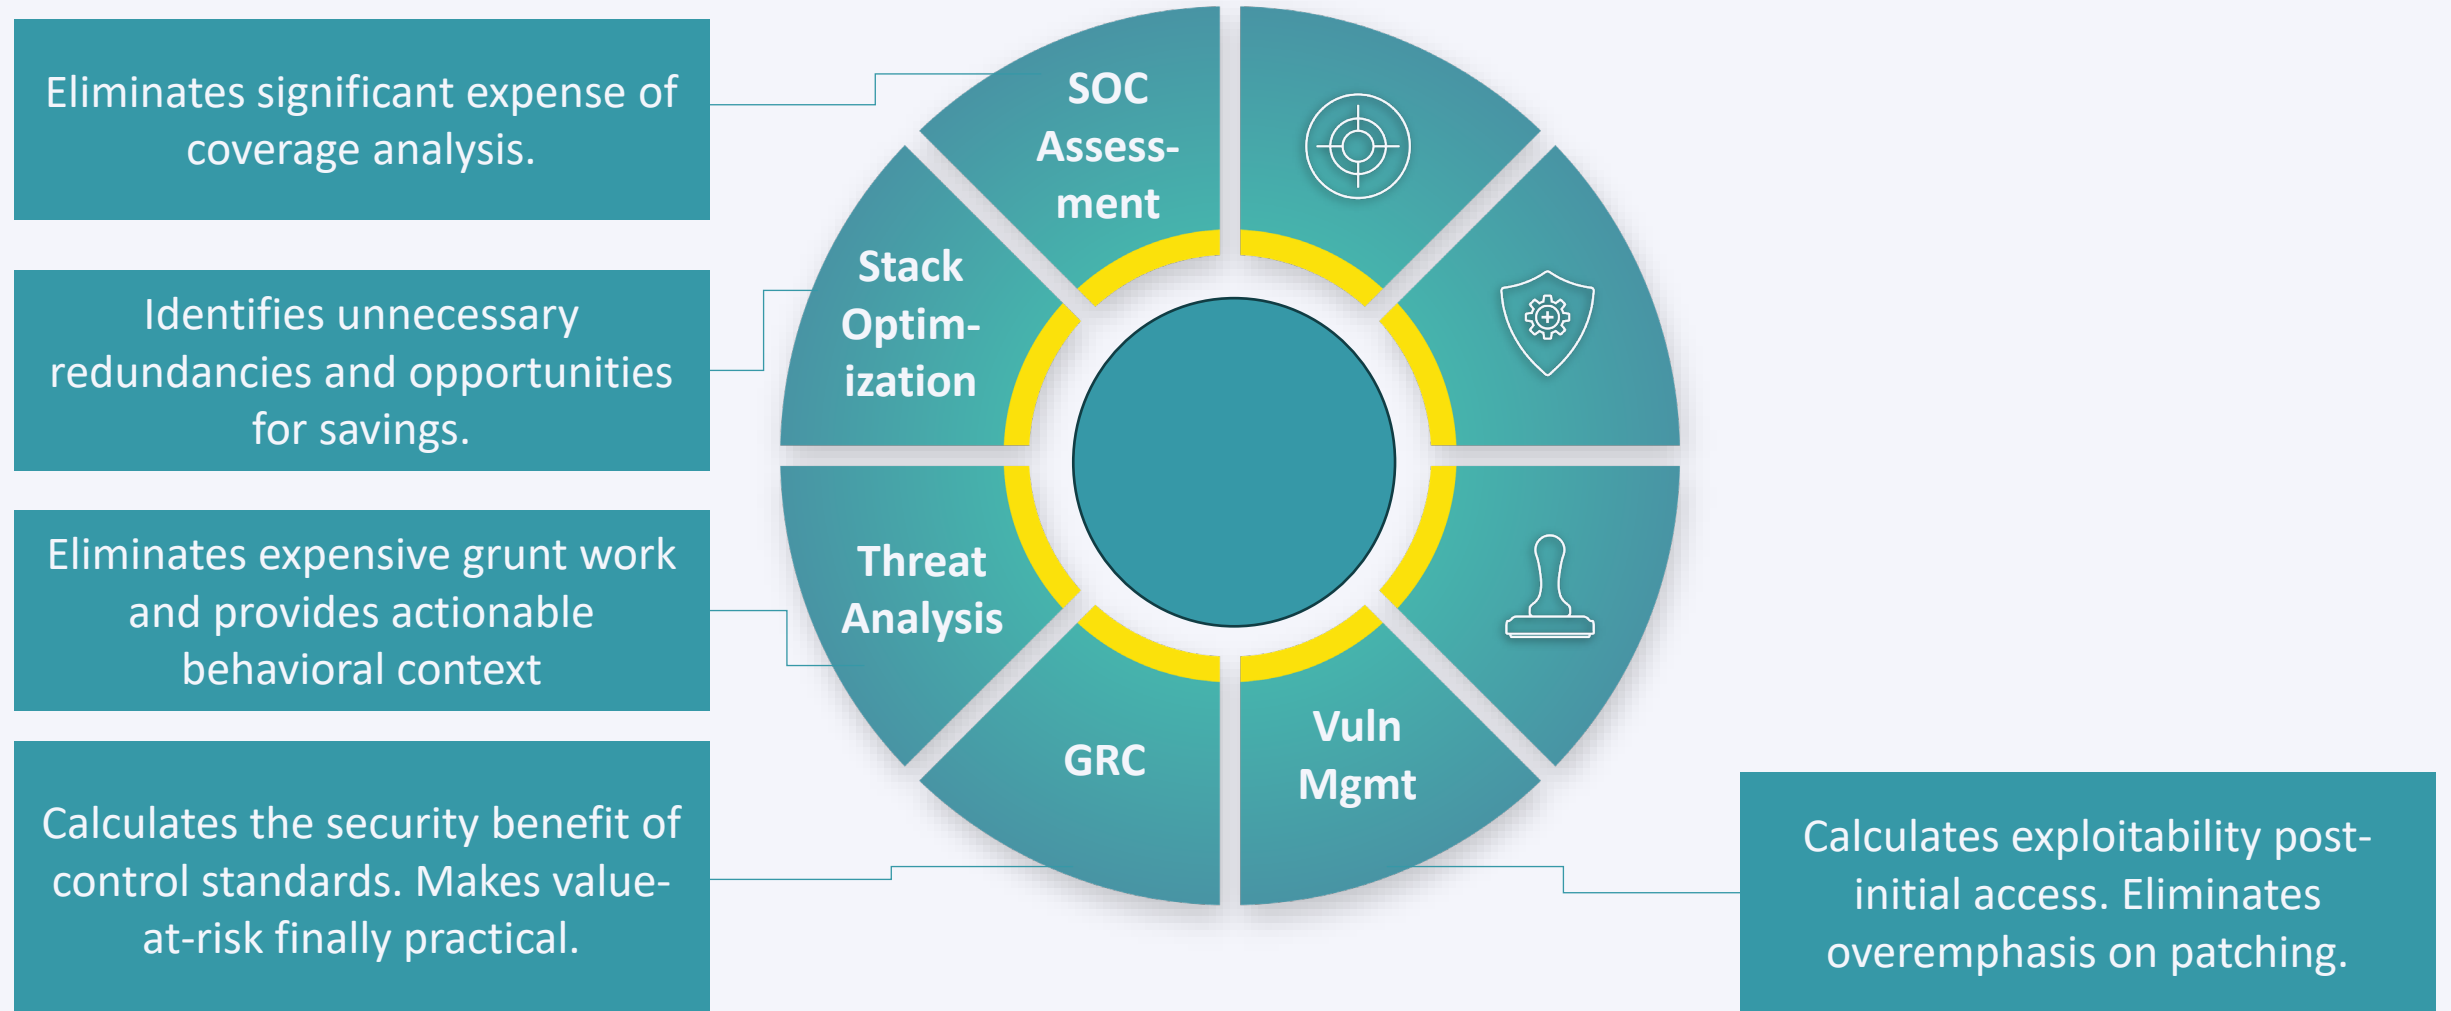 Eliminates significant expense of
coverage analysis.
Identifies unnecessary
redundancies and opportunities
for savings.
Eliminates expensive grunt work
and provides actionable
behavioral context
Calculates the security benefit of
control standards. Makes value-
at-risk finally practical.
SOC
Assess-
ment
Stack
Optim-
ization
Threat
Analysis
GRC
Vuln
Mgmt
Calculates exploitability post-
initial access. Eliminates
overemphasis on patching.